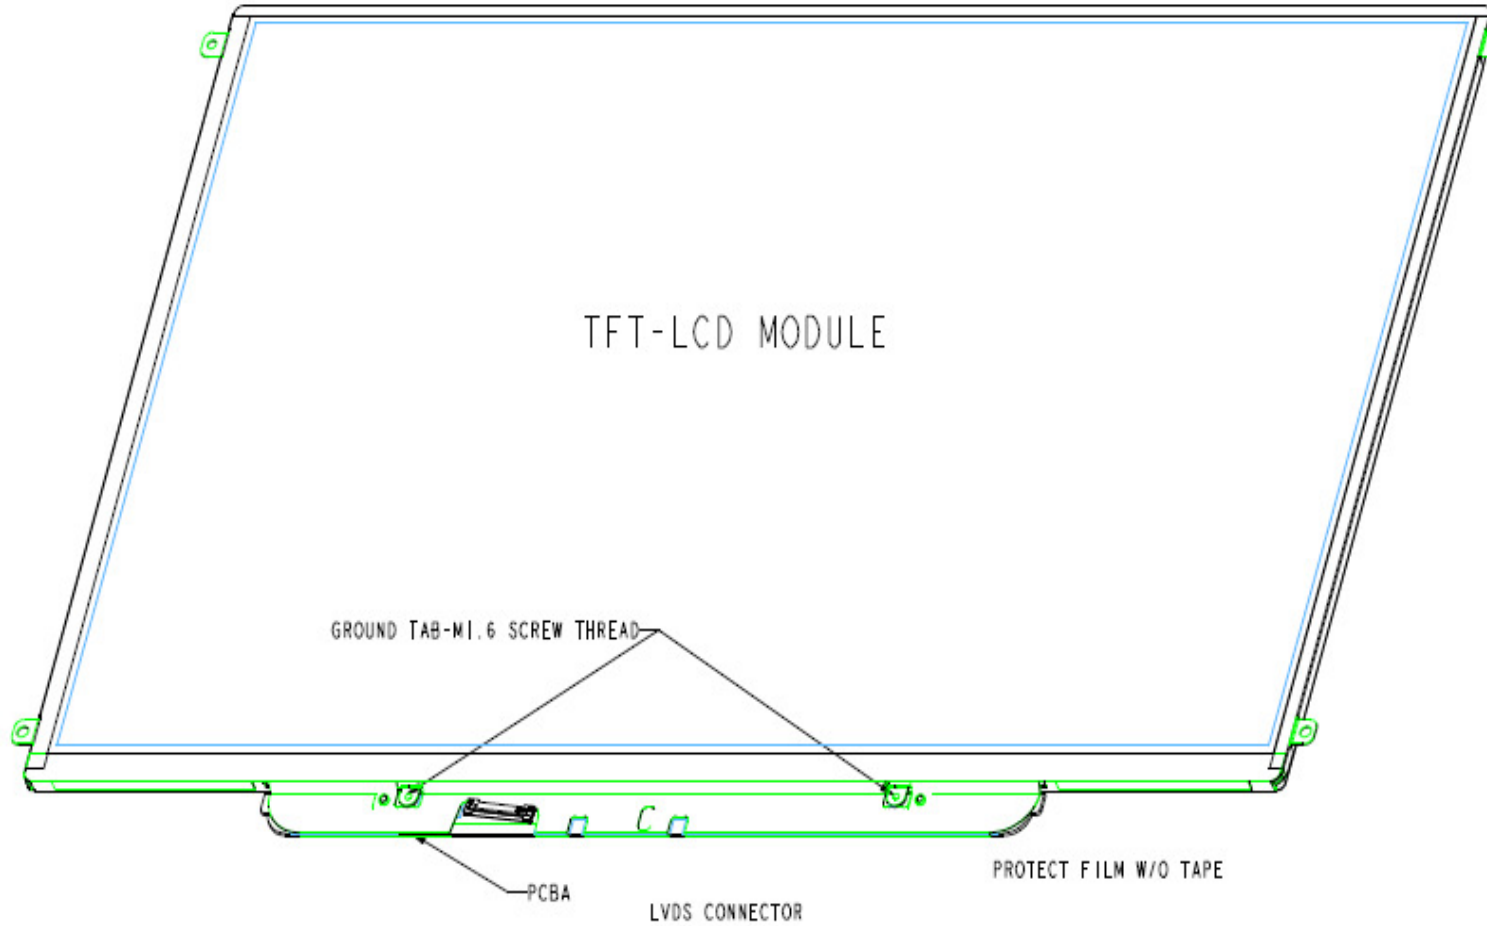 TFT-LCD MODULE
GROUND TAB-M1.6 SCREW THREAD
PROTECT FILM W/O TAPE
PCBA
LVDS CONNECTOR